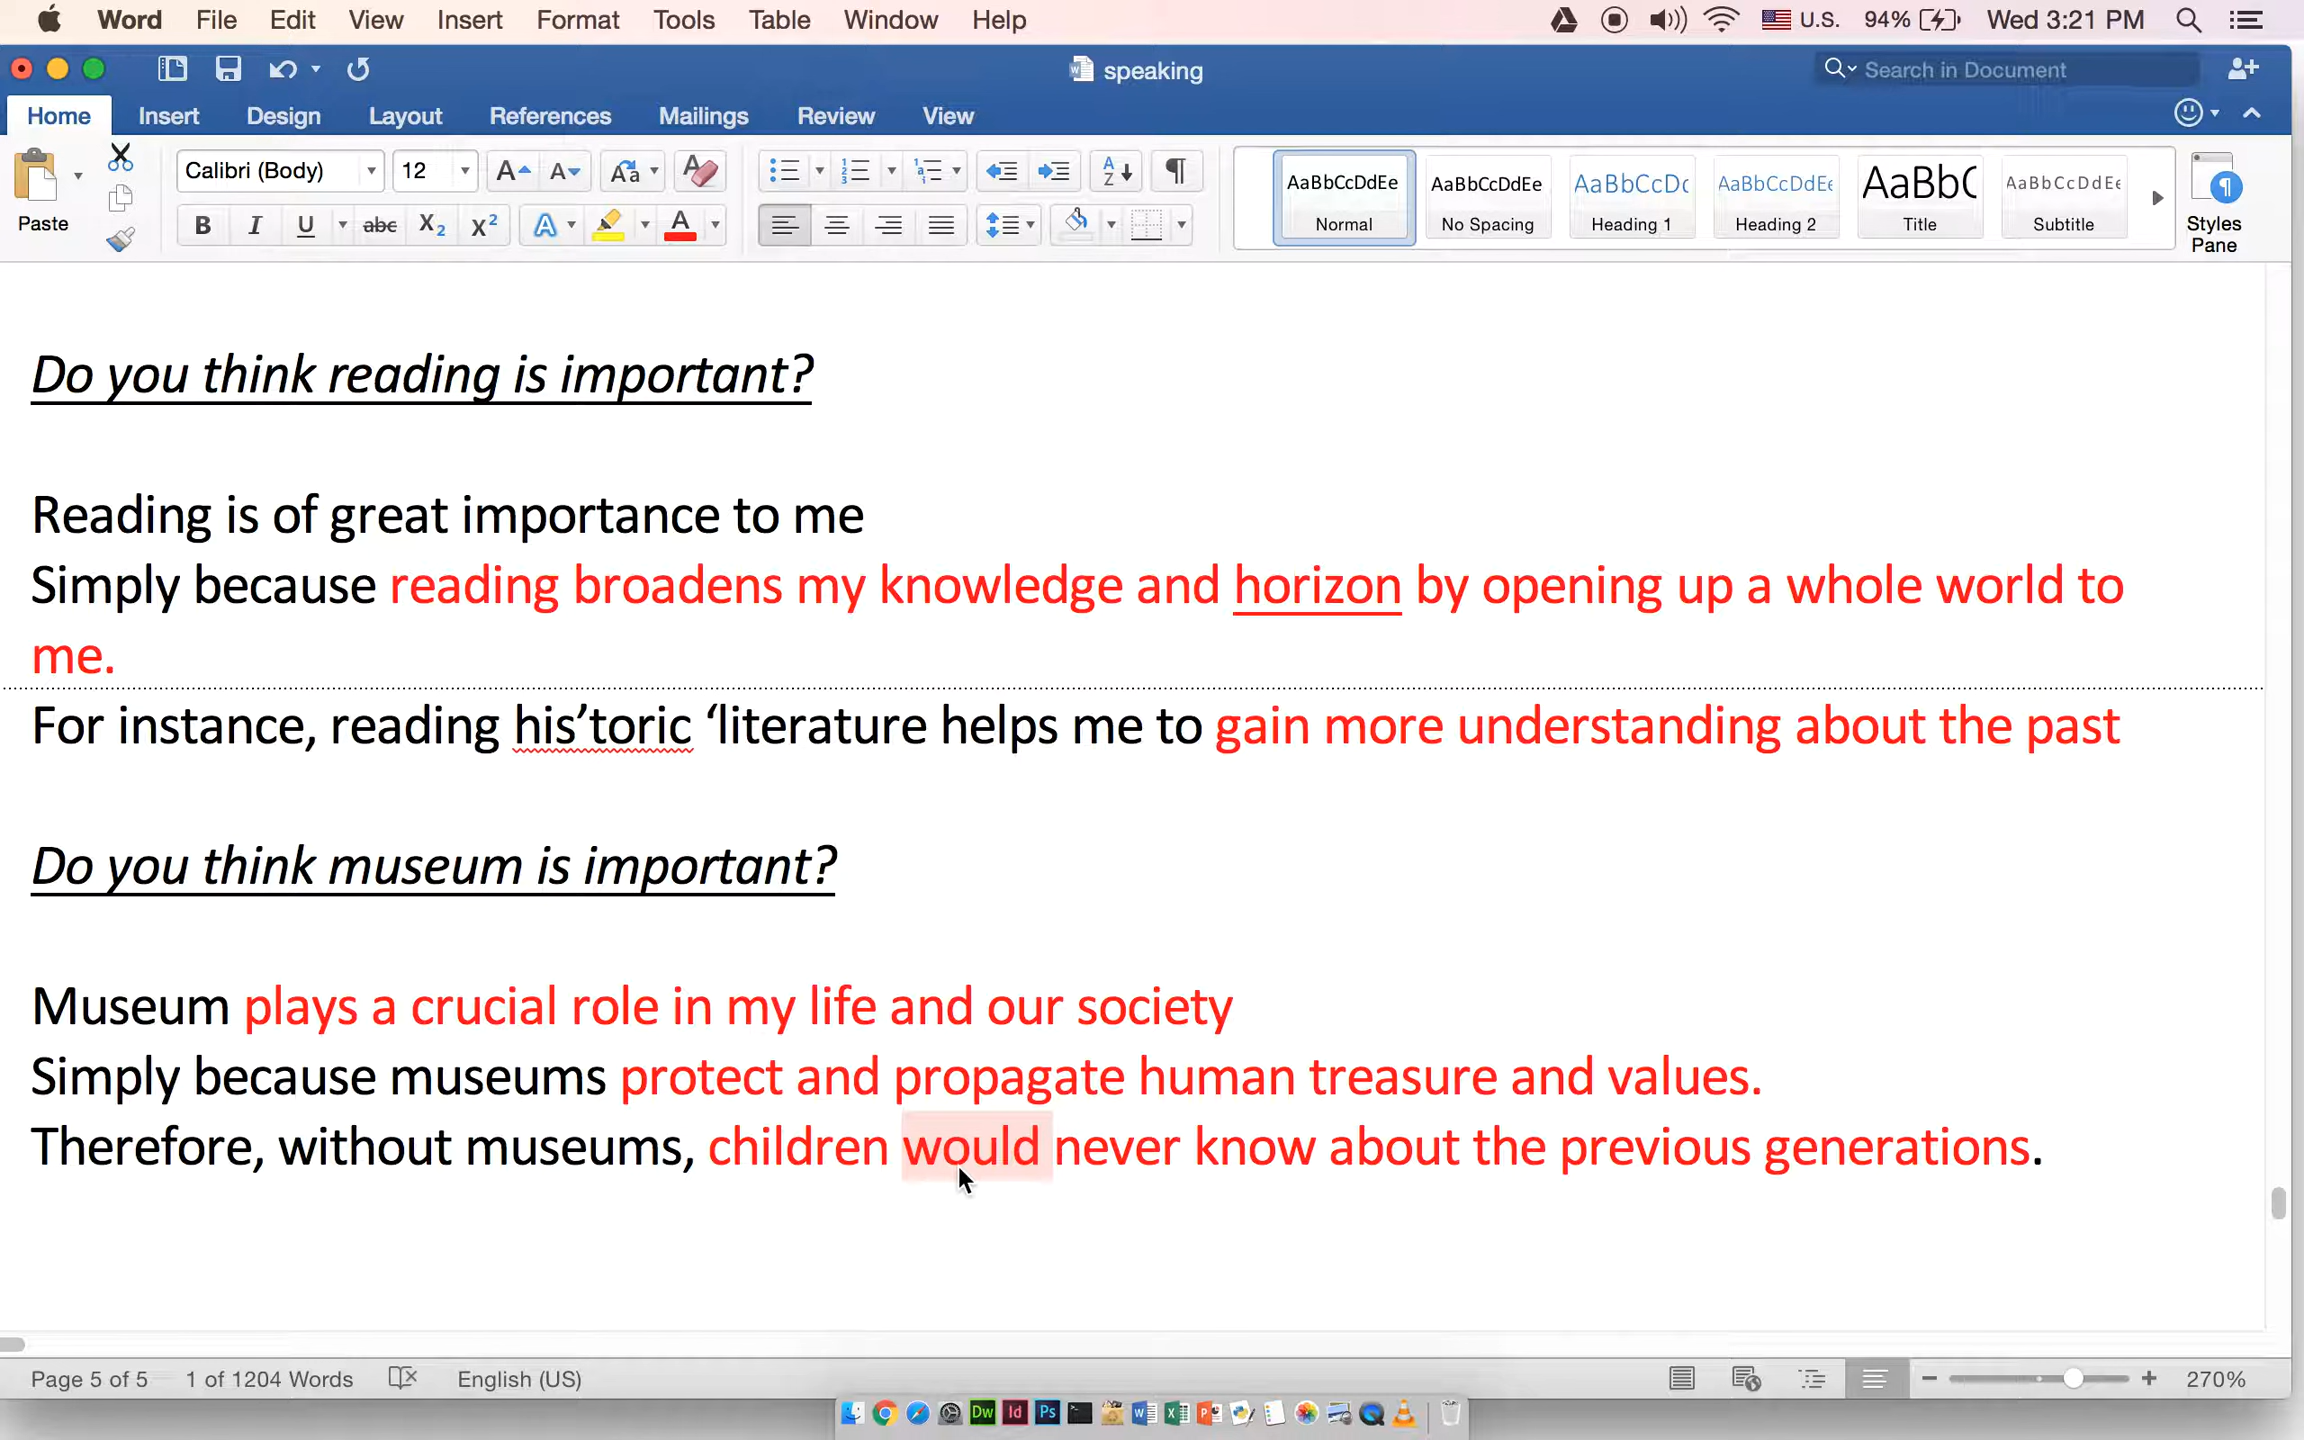 Word File Edit View Insert Format Tools Table Window Help U.S. 94% Wed 3:21 PM
speaking Search in Document
Home Insert Design Layout References Mailings Review View
Calibri (Body) 12 AaBbCcDdEe AaBbCcDdEe AaBbCcDc AaBbCcDdEe AaBbC AaBbCcDdEe
Paste Normal No Spacing Heading 1 Heading 2 Title Subtitle Styles Pane
Do you think reading is important?
Reading is of great importance to me
Simply because reading broadens my knowledge and horizon by opening up a whole world to
me.
For instance, reading his’toric ‘literature helps me to gain more understanding about the past
Do you think museum is important?
Museum plays a crucial role in my life and our society
Simply because museums protect and propagate human treasure and values.
Therefore, without museums, children would never know about the previous generations.
Page 5 of 5 1 of 1204 Words English (US) 270%
Dw Id Ps